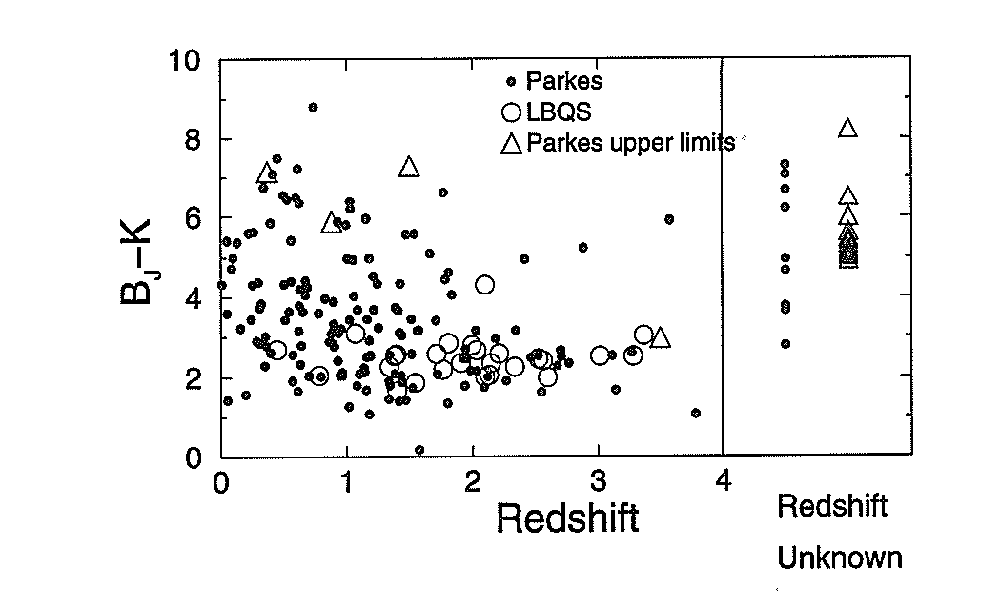 10
8
6
4
2
0
B_J–K
Parkes
LBQS
Parkes upper limits
0 1 2 3 4
Redshift
Redshift
Unknown